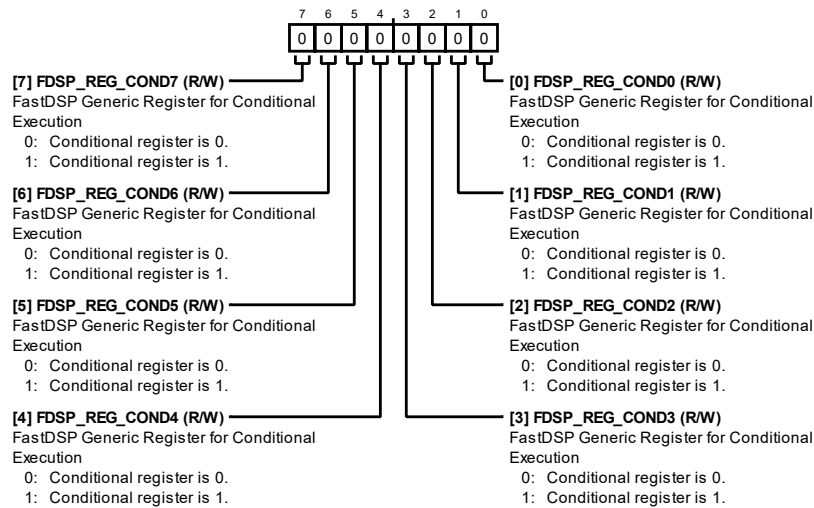 7 6 5 4 3 2 1 0
0 0 0 0 0 0 0 0
[7] FDSP_REG_COND7 (R/W)
FastDSP Generic Register for Conditional
Execution
0: Conditional register is 0.
1: Conditional register is 1.
[6] FDSP_REG_COND6 (R/W)
FastDSP Generic Register for Conditional
Execution
0: Conditional register is 0.
1: Conditional register is 1.
[5] FDSP_REG_COND5 (R/W)
FastDSP Generic Register for Conditional
Execution
0: Conditional register is 0.
1: Conditional register is 1.
[4] FDSP_REG_COND4 (R/W)
FastDSP Generic Register for Conditional
Execution
0: Conditional register is 0.
1: Conditional register is 1.
[0] FDSP_REG_COND0 (R/W)
FastDSP Generic Register for Conditional
Execution
0: Conditional register is 0.
1: Conditional register is 1.
[1] FDSP_REG_COND1 (R/W)
FastDSP Generic Register for Conditional
Execution
0: Conditional register is 0.
1: Conditional register is 1.
[2] FDSP_REG_COND2 (R/W)
FastDSP Generic Register for Conditional
Execution
0: Conditional register is 0.
1: Conditional register is 1.
[3] FDSP_REG_COND3 (R/W)
FastDSP Generic Register for Conditional
Execution
0: Conditional register is 0.
1: Conditional register is 1.